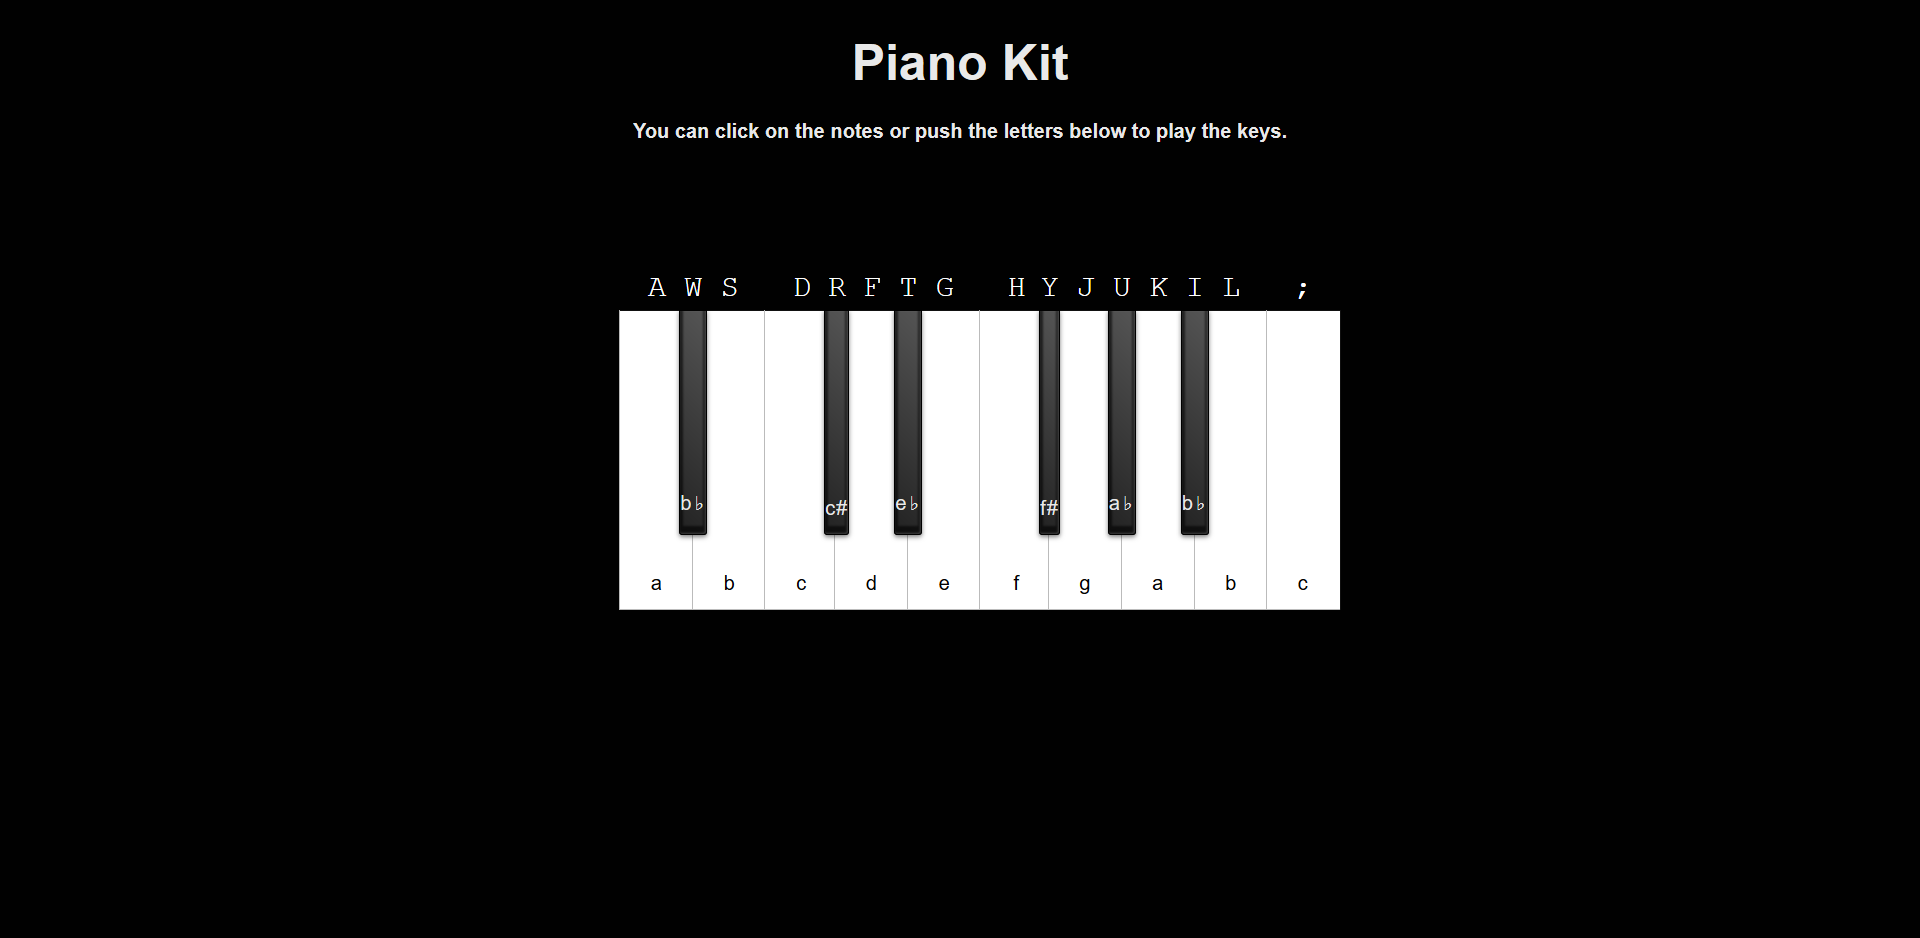 Piano Kit
You can click on the notes or push the letters below to play the keys.
A W S D R F T G H Y J U K I L ;
b♭ c# e♭ f# a♭ b♭
a b c d e f g a b c